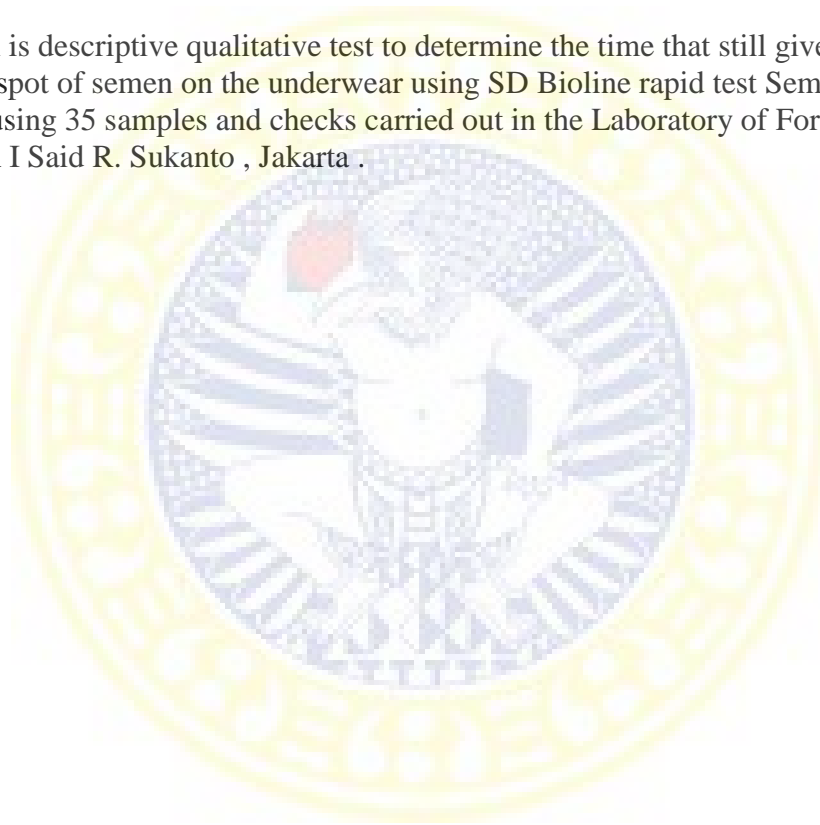 is descriptive qualitative test to determine the time that still give
spot of semen on the underwear using SD Bioline rapid test Sem
using 35 samples and checks carried out in the Laboratory of For
I Said R. Sukanto , Jakarta .